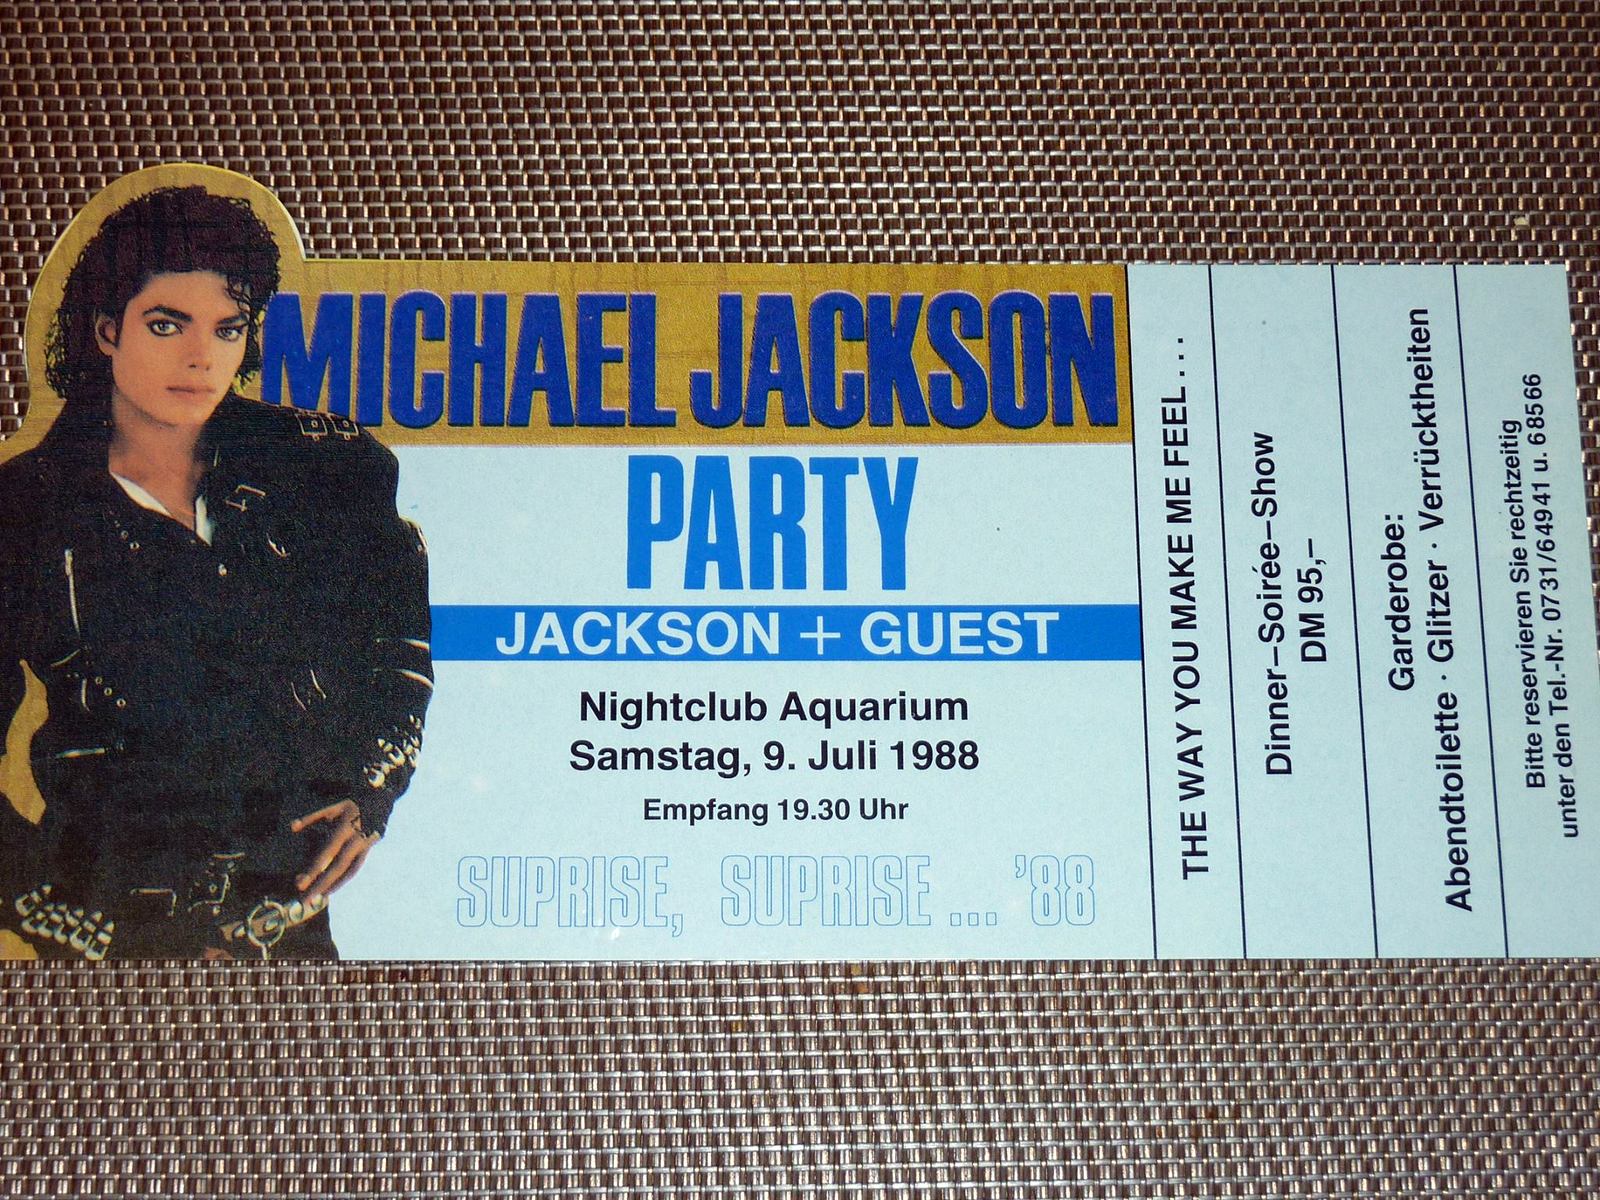 MICHAEL JACKSON
PARTY
JACKSON + GUEST
Nightclub Aquarium
Samstag, 9. Juli 1988
Empfang 19.30 Uhr
SUPRISE, SUPRISE ... '88
THE WAY YOU MAKE ME FEEL ...
Dinner–Soirée–Show
DM 95,–
Garderobe:
Abendtoilette · Glitzer · Verrücktheiten
Bitte reservieren Sie rechtzeitig
unter den Tel.-Nr. 0731/64941 u. 68566